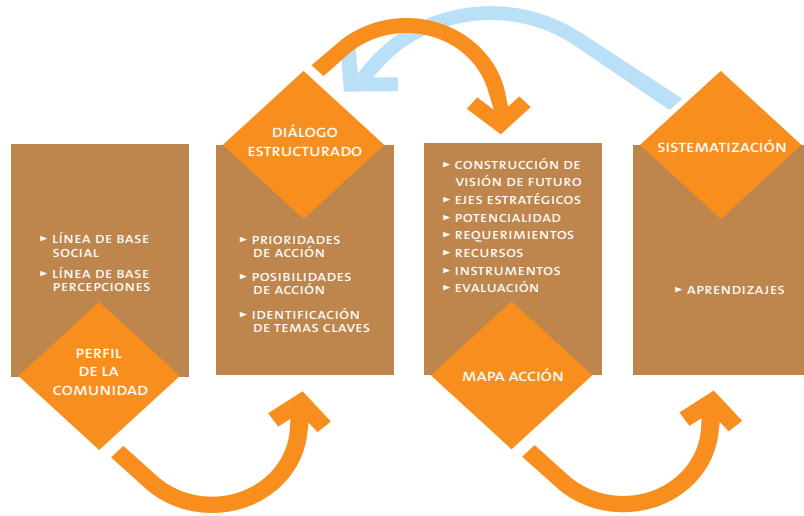 ► LÍNEA DE BASE
SOCIAL
► LÍNEA DE BASE
PERCEPCIONES
PERFIL
DE LA
COMUNIDAD
DIÁLOGO
ESTRUCTURADO
► PRIORIDADES
DE ACCIÓN
► POSIBILIDADES
DE ACCIÓN
► IDENTIFICACIÓN
DE TEMAS CLAVES
► CONSTRUCCIÓN DE
VISIÓN DE FUTURO
► EJES ESTRATÉGICOS
► POTENCIALIDAD
► REQUERIMIENTOS
► RECURSOS
► INSTRUMENTOS
► EVALUACIÓN
MAPA ACCIÓN
SISTEMATIZACIÓN
► APRENDIZAJES